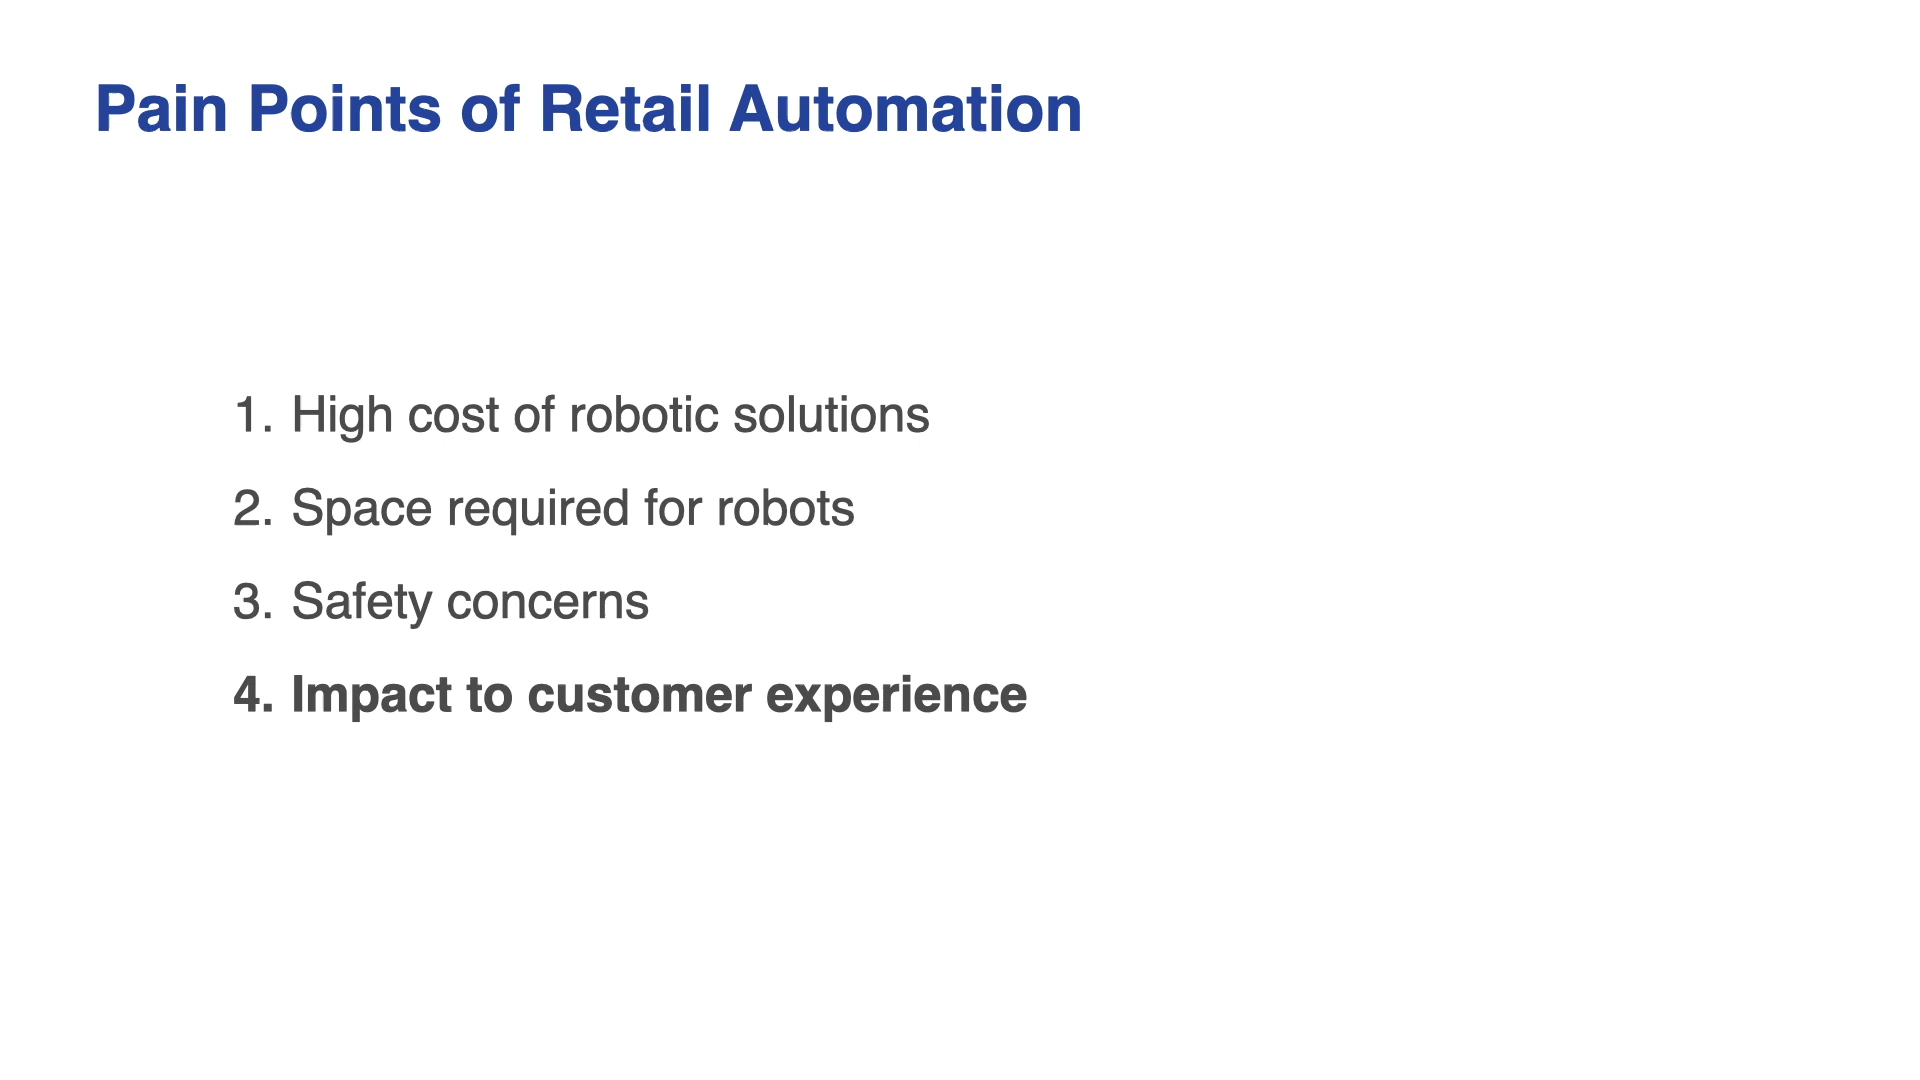 Pain Points of Retail Automation
1. High cost of robotic solutions
2. Space required for robots
3. Safety concerns
4. Impact to customer experience